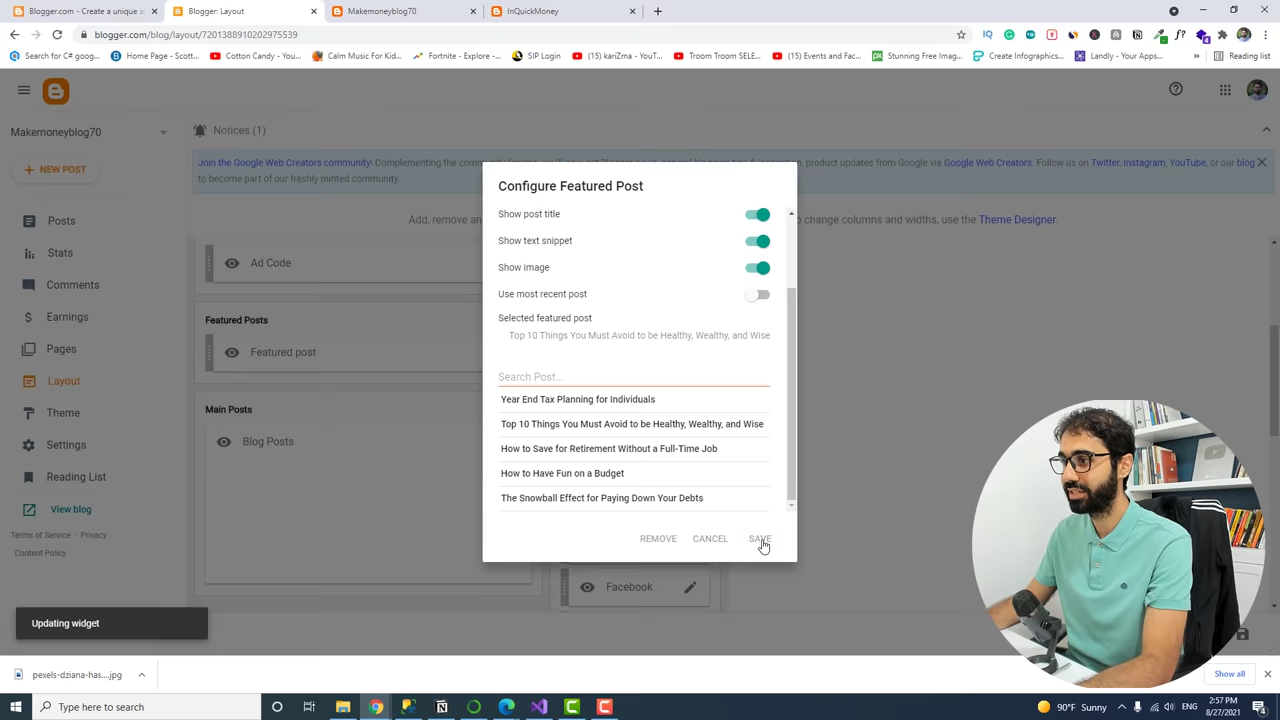 Blogger.com - Create a unique a
Blogger: Layout
Makemoneyblog70
InQuickMoney
blogger.com/blog/layout/7201388910202975539
Search for C# goog...
Home Page - Scott...
Cotton Candy - You...
Calm Music For Kid...
Fortnite - Explore -...
SIP Login
(15) kariZma - YouT...
Troom Troom SELE...
(15) Events and Fac...
Stunning Free Imag...
Create Infographics...
Landly - Your Apps...
Reading list
Makemoneyblog70
NEW POST
Posts
Stats
Comments
Earnings
Pages
Layout
Theme
Settings
Reading List
View blog
Terms of Service · Privacy
Content Policy
Notices (1)
Join the Google Web Creators community!
product updates from Google via Google Web Creators. Follow us on Twitter, Instagram, YouTube, or our blog
to become part of our freshly minted community.
Add, remove an
o change columns and widths, use the Theme Designer.
Ad Code
Featured Posts
Featured post
Main Posts
Blog Posts
Facebook
Configure Featured Post
Show post title
Show text snippet
Show image
Use most recent post
Selected featured post
Top 10 Things You Must Avoid to be Healthy, Wealthy, and Wise
Search Post...
Year End Tax Planning for Individuals
Top 10 Things You Must Avoid to be Healthy, Wealthy, and Wise
How to Save for Retirement Without a Full-Time Job
How to Have Fun on a Budget
The Snowball Effect for Paying Down Your Debts
REMOVE
CANCEL
SAVE
Updating widget
pexels-dziana-has....jpg
Show all
Type here to search
90°F Sunny
ENG
2:57 PM
8/27/2021